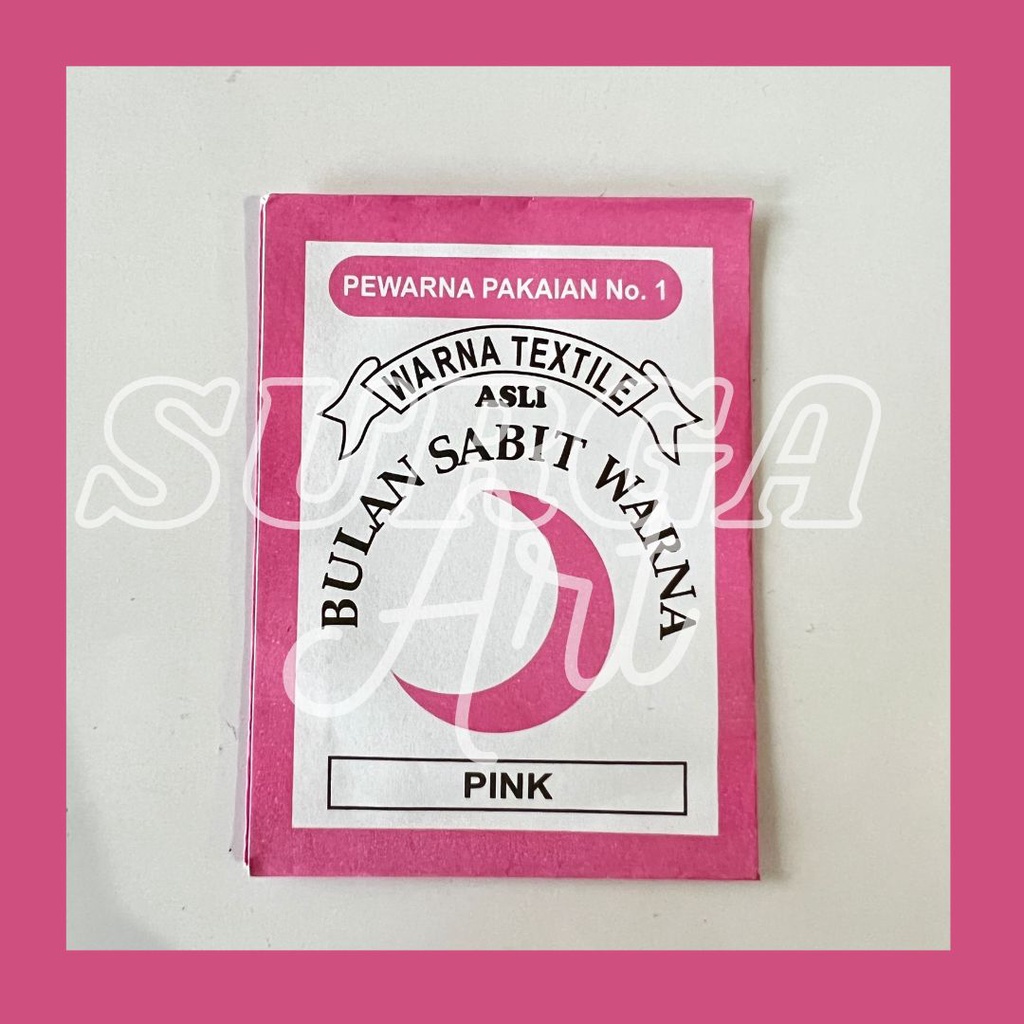 PEWARNA PAKAIAN No. 1
WARNA TEXTILE
ASLI
BULAN SABIT WARNA
SURGA
Art
PINK